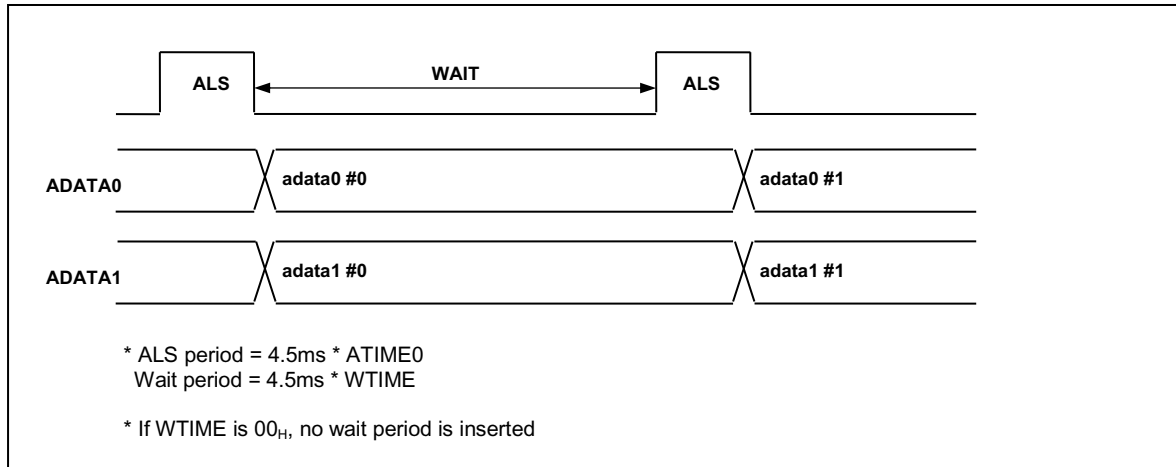 ALS
WAIT
ALS
ADATA0
adata0 #0
adata0 #1
ADATA1
adata1 #0
adata1 #1
* ALS period = 4.5ms * ATIME0
Wait period = 4.5ms * WTIME
* If WTIME is 00H, no wait period is inserted